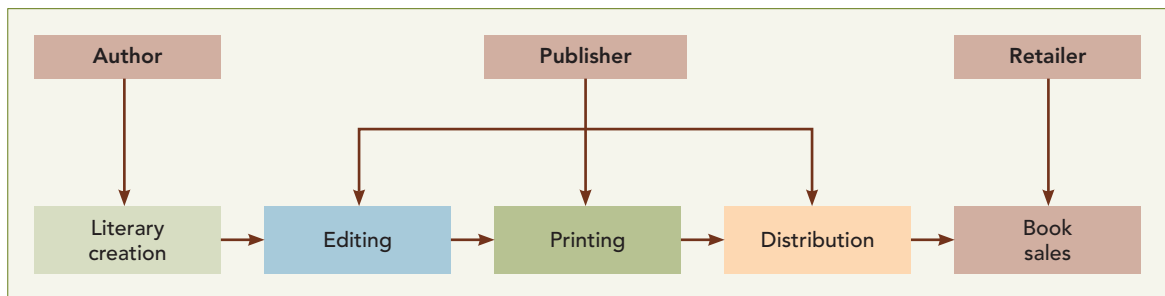 Author
Publisher
Retailer
Literary
creation
Editing
Printing
Distribution
Book
sales